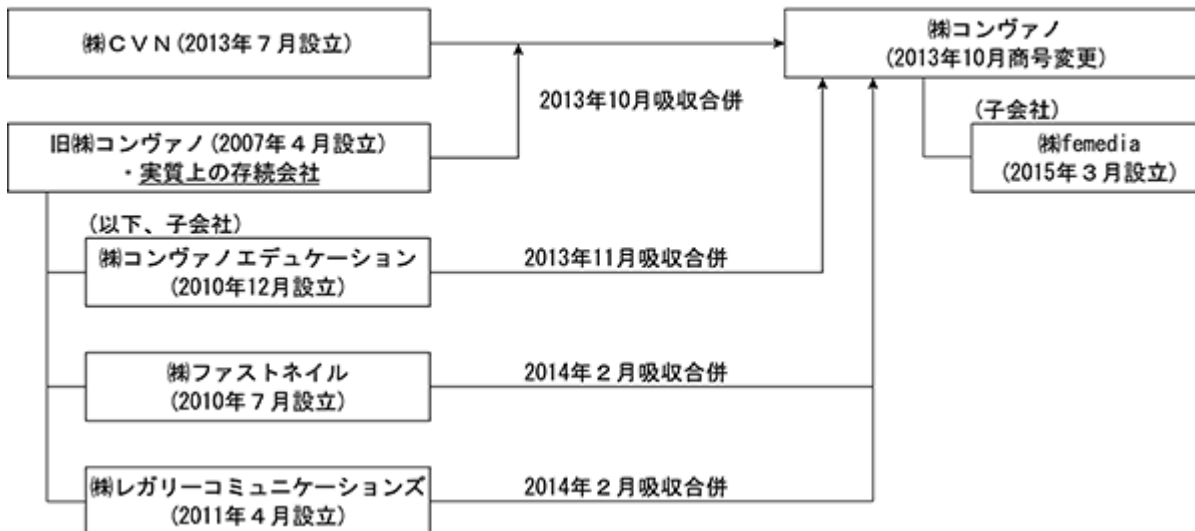 ㈱ＣＶＮ(2013年７月設立)
㈱コンヴァノ
(2013年10月商号変更)
2013年10月吸収合併
旧㈱コンヴァノ(2007年４月設立)
・実質上の存続会社
(子会社)
㈱femedia
(2015年３月設立)
(以下、子会社)
㈱コンヴァノエデュケーション
(2010年12月設立)
2013年11月吸収合併
㈱ファストネイル
(2010年７月設立)
2014年２月吸収合併
㈱レガリーコミュニケーションズ
(2011年４月設立)
2014年２月吸収合併